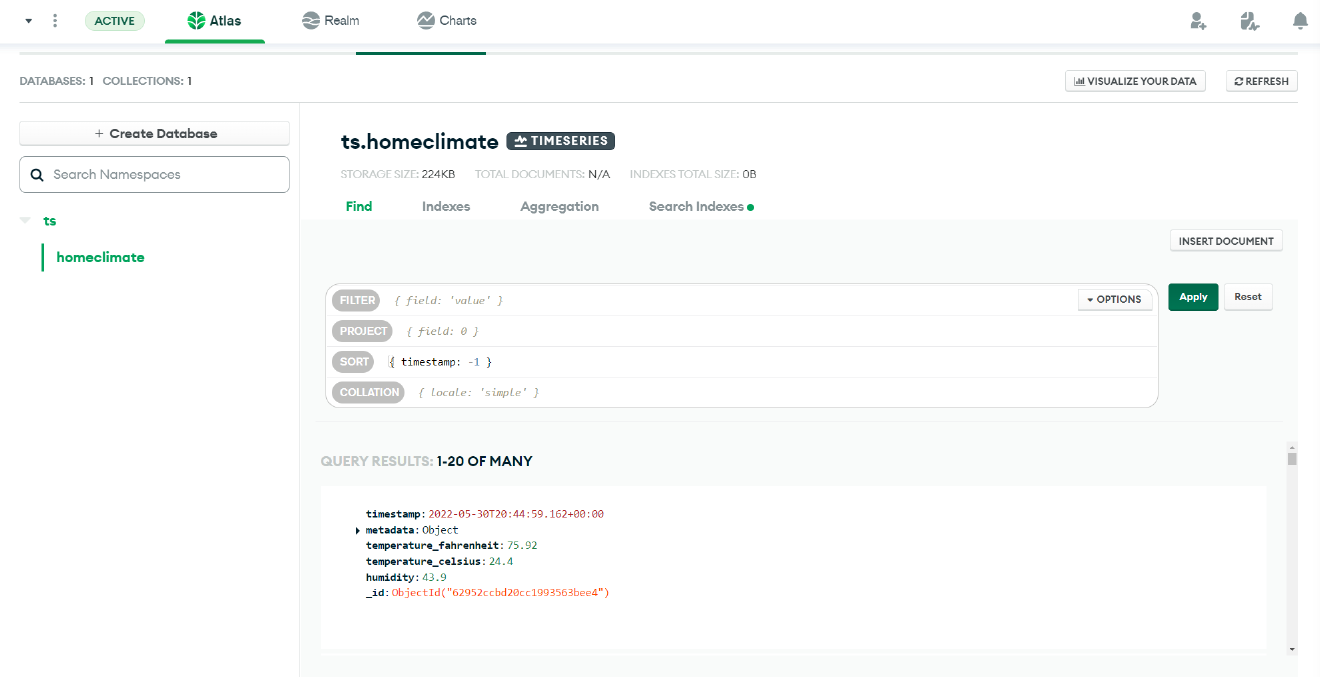 ACTIVE Atlas Realm Charts
DATABASES: 1 COLLECTIONS: 1
VISUALIZE YOUR DATA REFRESH
+ Create Database
Search Namespaces
ts
homeclimate
ts.homeclimate TIMESERIES
STORAGE SIZE: 224KB TOTAL DOCUMENTS: N/A INDEXES TOTAL SIZE: 0B
Find Indexes Aggregation Search Indexes
INSERT DOCUMENT
FILTER { field: 'value' } OPTIONS Apply Reset
PROJECT { field: 0 }
SORT { timestamp: -1 }
COLLATION { locale: 'simple' }
QUERY RESULTS: 1-20 OF MANY
timestamp: 2022-05-30T20:44:59.162+00:00
metadata: Object
temperature_fahrenheit: 75.92
temperature_celsius: 24.4
humidity: 43.9
_id: ObjectId("62952ccbd20cc1993563bee4")